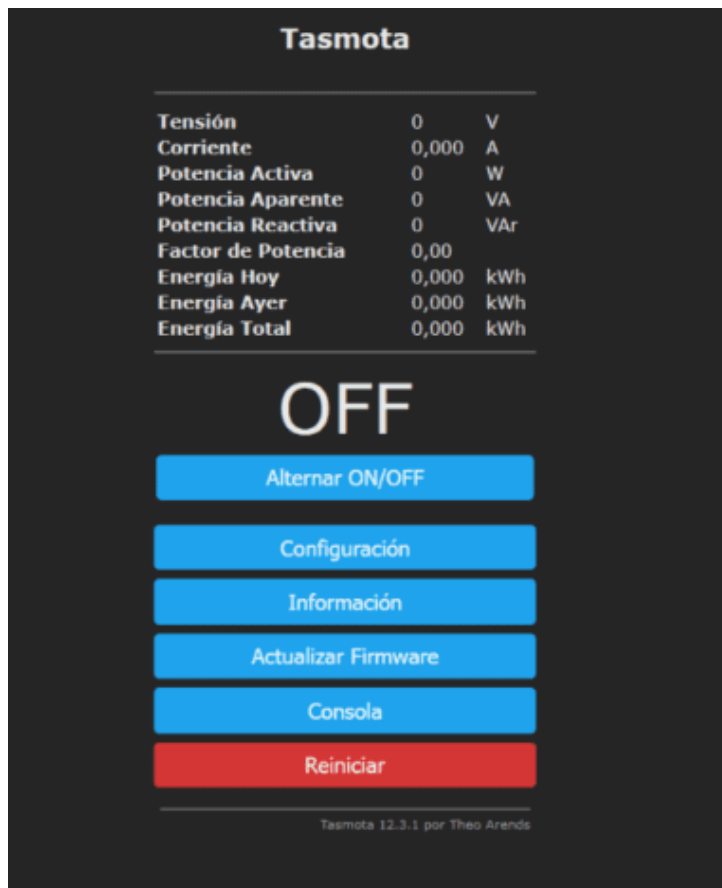 Tasmota
Tensión 0 V
Corriente 0,000 A
Potencia Activa 0 W
Potencia Aparente 0 VA
Potencia Reactiva 0 VAr
Factor de Potencia 0,00
Energía Hoy 0,000 kWh
Energía Ayer 0,000 kWh
Energía Total 0,000 kWh
OFF
Alternar ON/OFF
Configuración
Información
Actualizar Firmware
Consola
Reiniciar
Tasmota 12.3.1 por Theo Arends